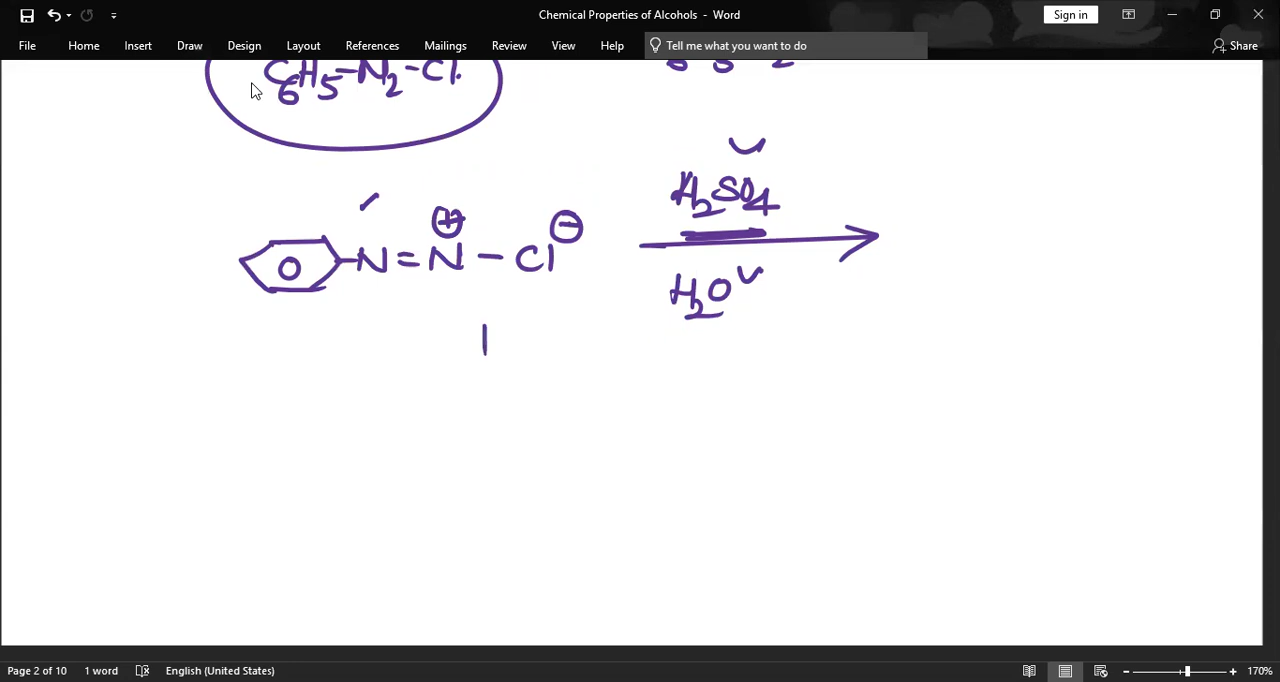 Chemical Properties of Alcohols - Word
Sign in
File Home Insert Draw Design Layout References Mailings Review View Help Tell me what you want to do Share
C6H5-N2-Cl.
H2SO4
N=N-Cl
H2O
Page 2 of 10 1 word English (United States) 170%